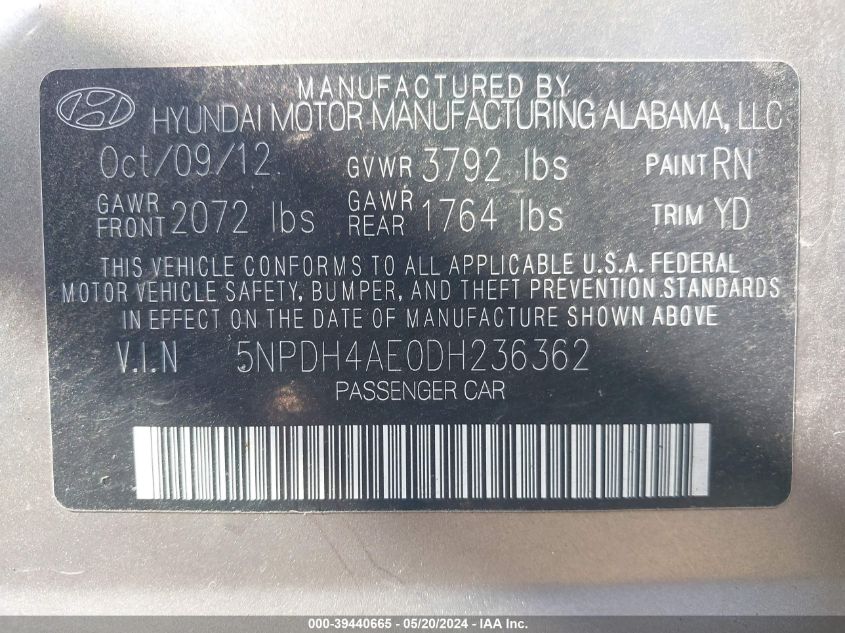 MANUFACTURED BY
HYUNDAI MOTOR MANUFACTURING ALABAMA, LLC
Oct/09/12 GVWR 3792 lbs PAINT RN
GAWR FRONT 2072 lbs GAWR REAR 1764 lbs TRIM YD
THIS VEHICLE CONFORMS TO ALL APPLICABLE U.S.A. FEDERAL
MOTOR VEHICLE SAFETY, BUMPER, AND THEFT PREVENTION STANDARDS
IN EFFECT ON THE DATE OF MANUFACTURE SHOWN ABOVE
V.I.N 5NPDH4AE0DH236362
PASSENGER CAR
000-39440665 - 05/20/2024 - IAA Inc.